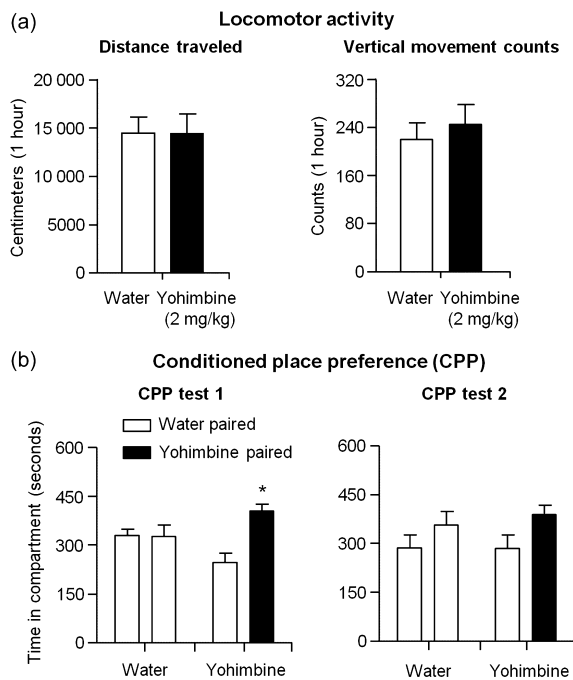 (a)
Locomotor activity
Distance traveled
Vertical movement counts
Centimeters (1 hour)
20 000
15 000
10 000
5000
0
Water Yohimbine
(2 mg/kg)
Counts (1 hour)
320
240
160
80
0
Water Yohimbine
(2 mg/kg)
(b)
Conditioned place preference (CPP)
CPP test 1
CPP test 2
Water paired
Yohimbine paired
Time in compartment (seconds)
600
450
300
150
0
*
Water Yohimbine
600
450
300
150
0
Water Yohimbine